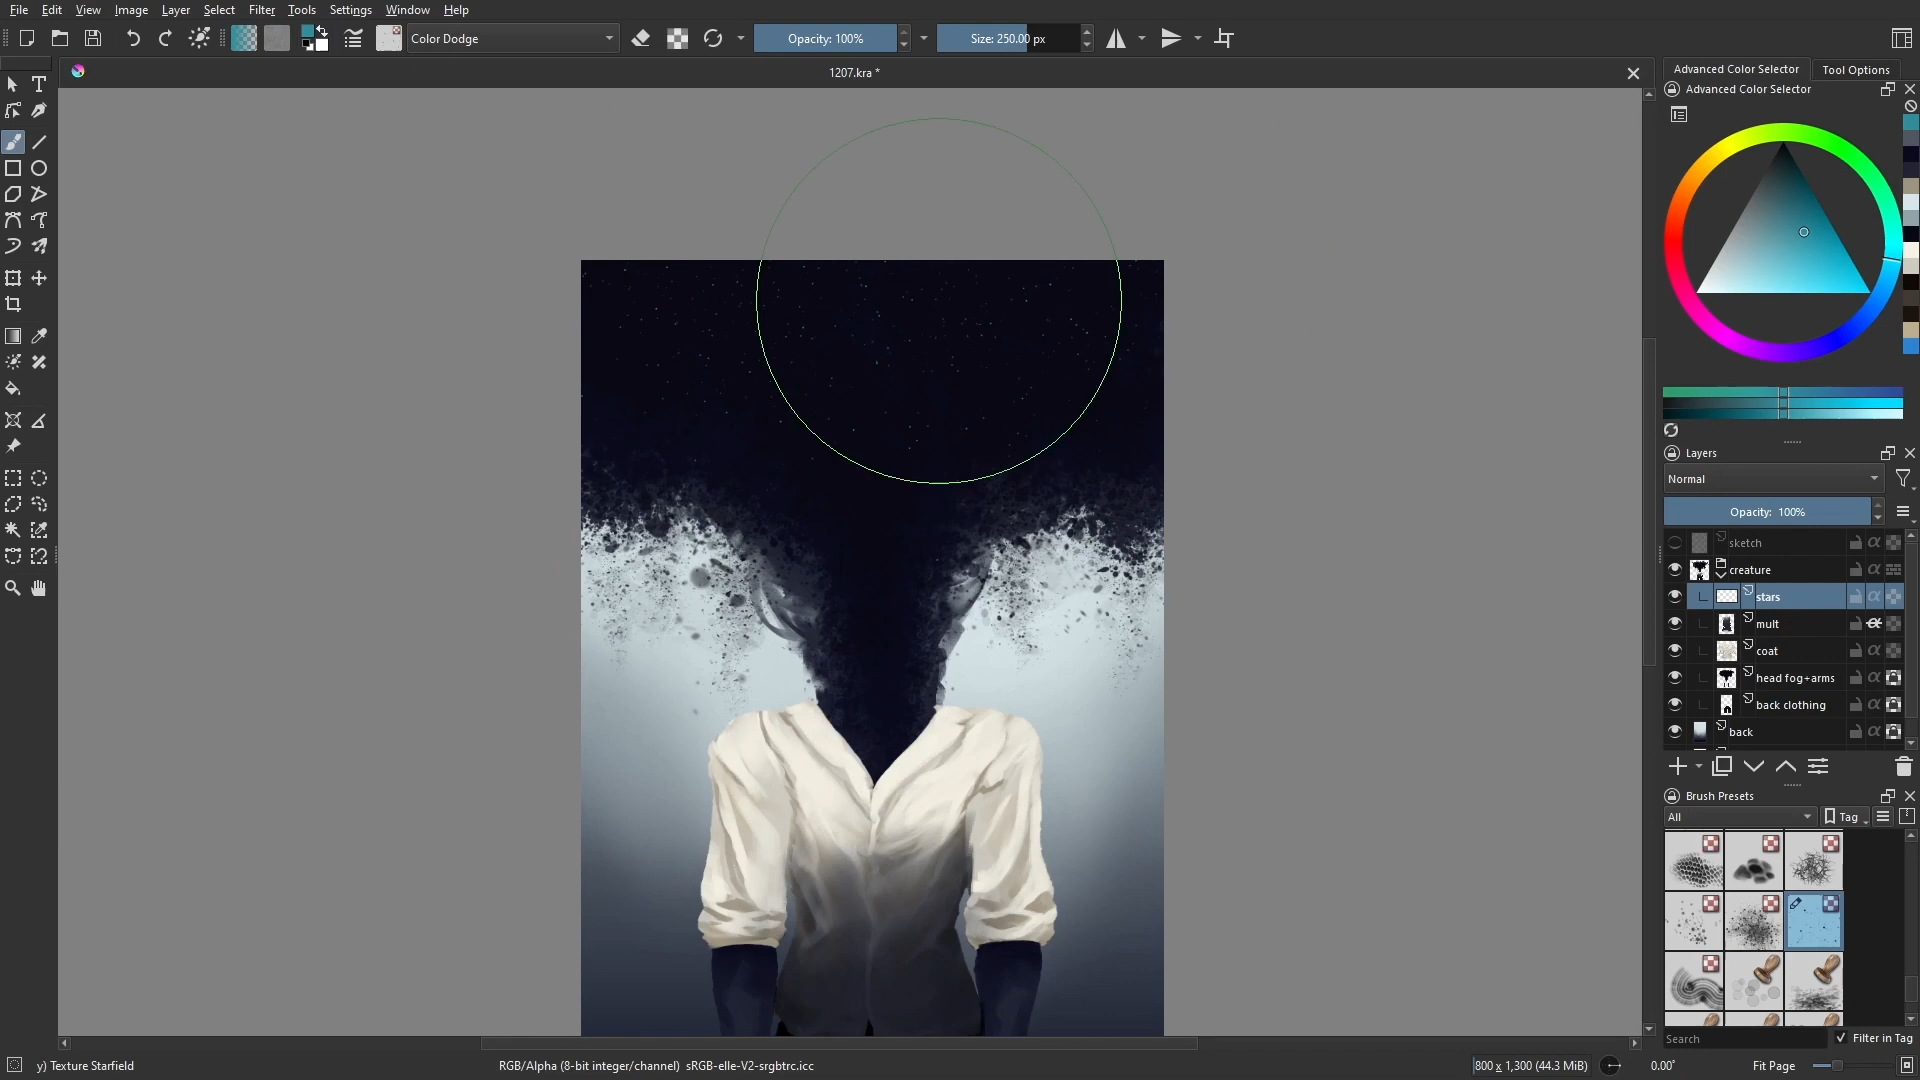 File Edit View Image Layer Select Filter Tools Settings Window Help
Color Dodge Opacity: 100% Size: 250.00 px
1207.kra *
Advanced Color Selector Tool Options
Advanced Color Selector
Layers
Normal
Opacity: 100%
sketch
creature
stars
mult
coat
head fog+arms
back clothing
back
Brush Presets
All Tag
Search Filter in Tag
y) Texture Starfield RGB/Alpha (8-bit integer/channel) sRGB-elle-V2-srgbtrc.icc 800 x 1,300 (44.3 MiB) 0.00° Fit Page